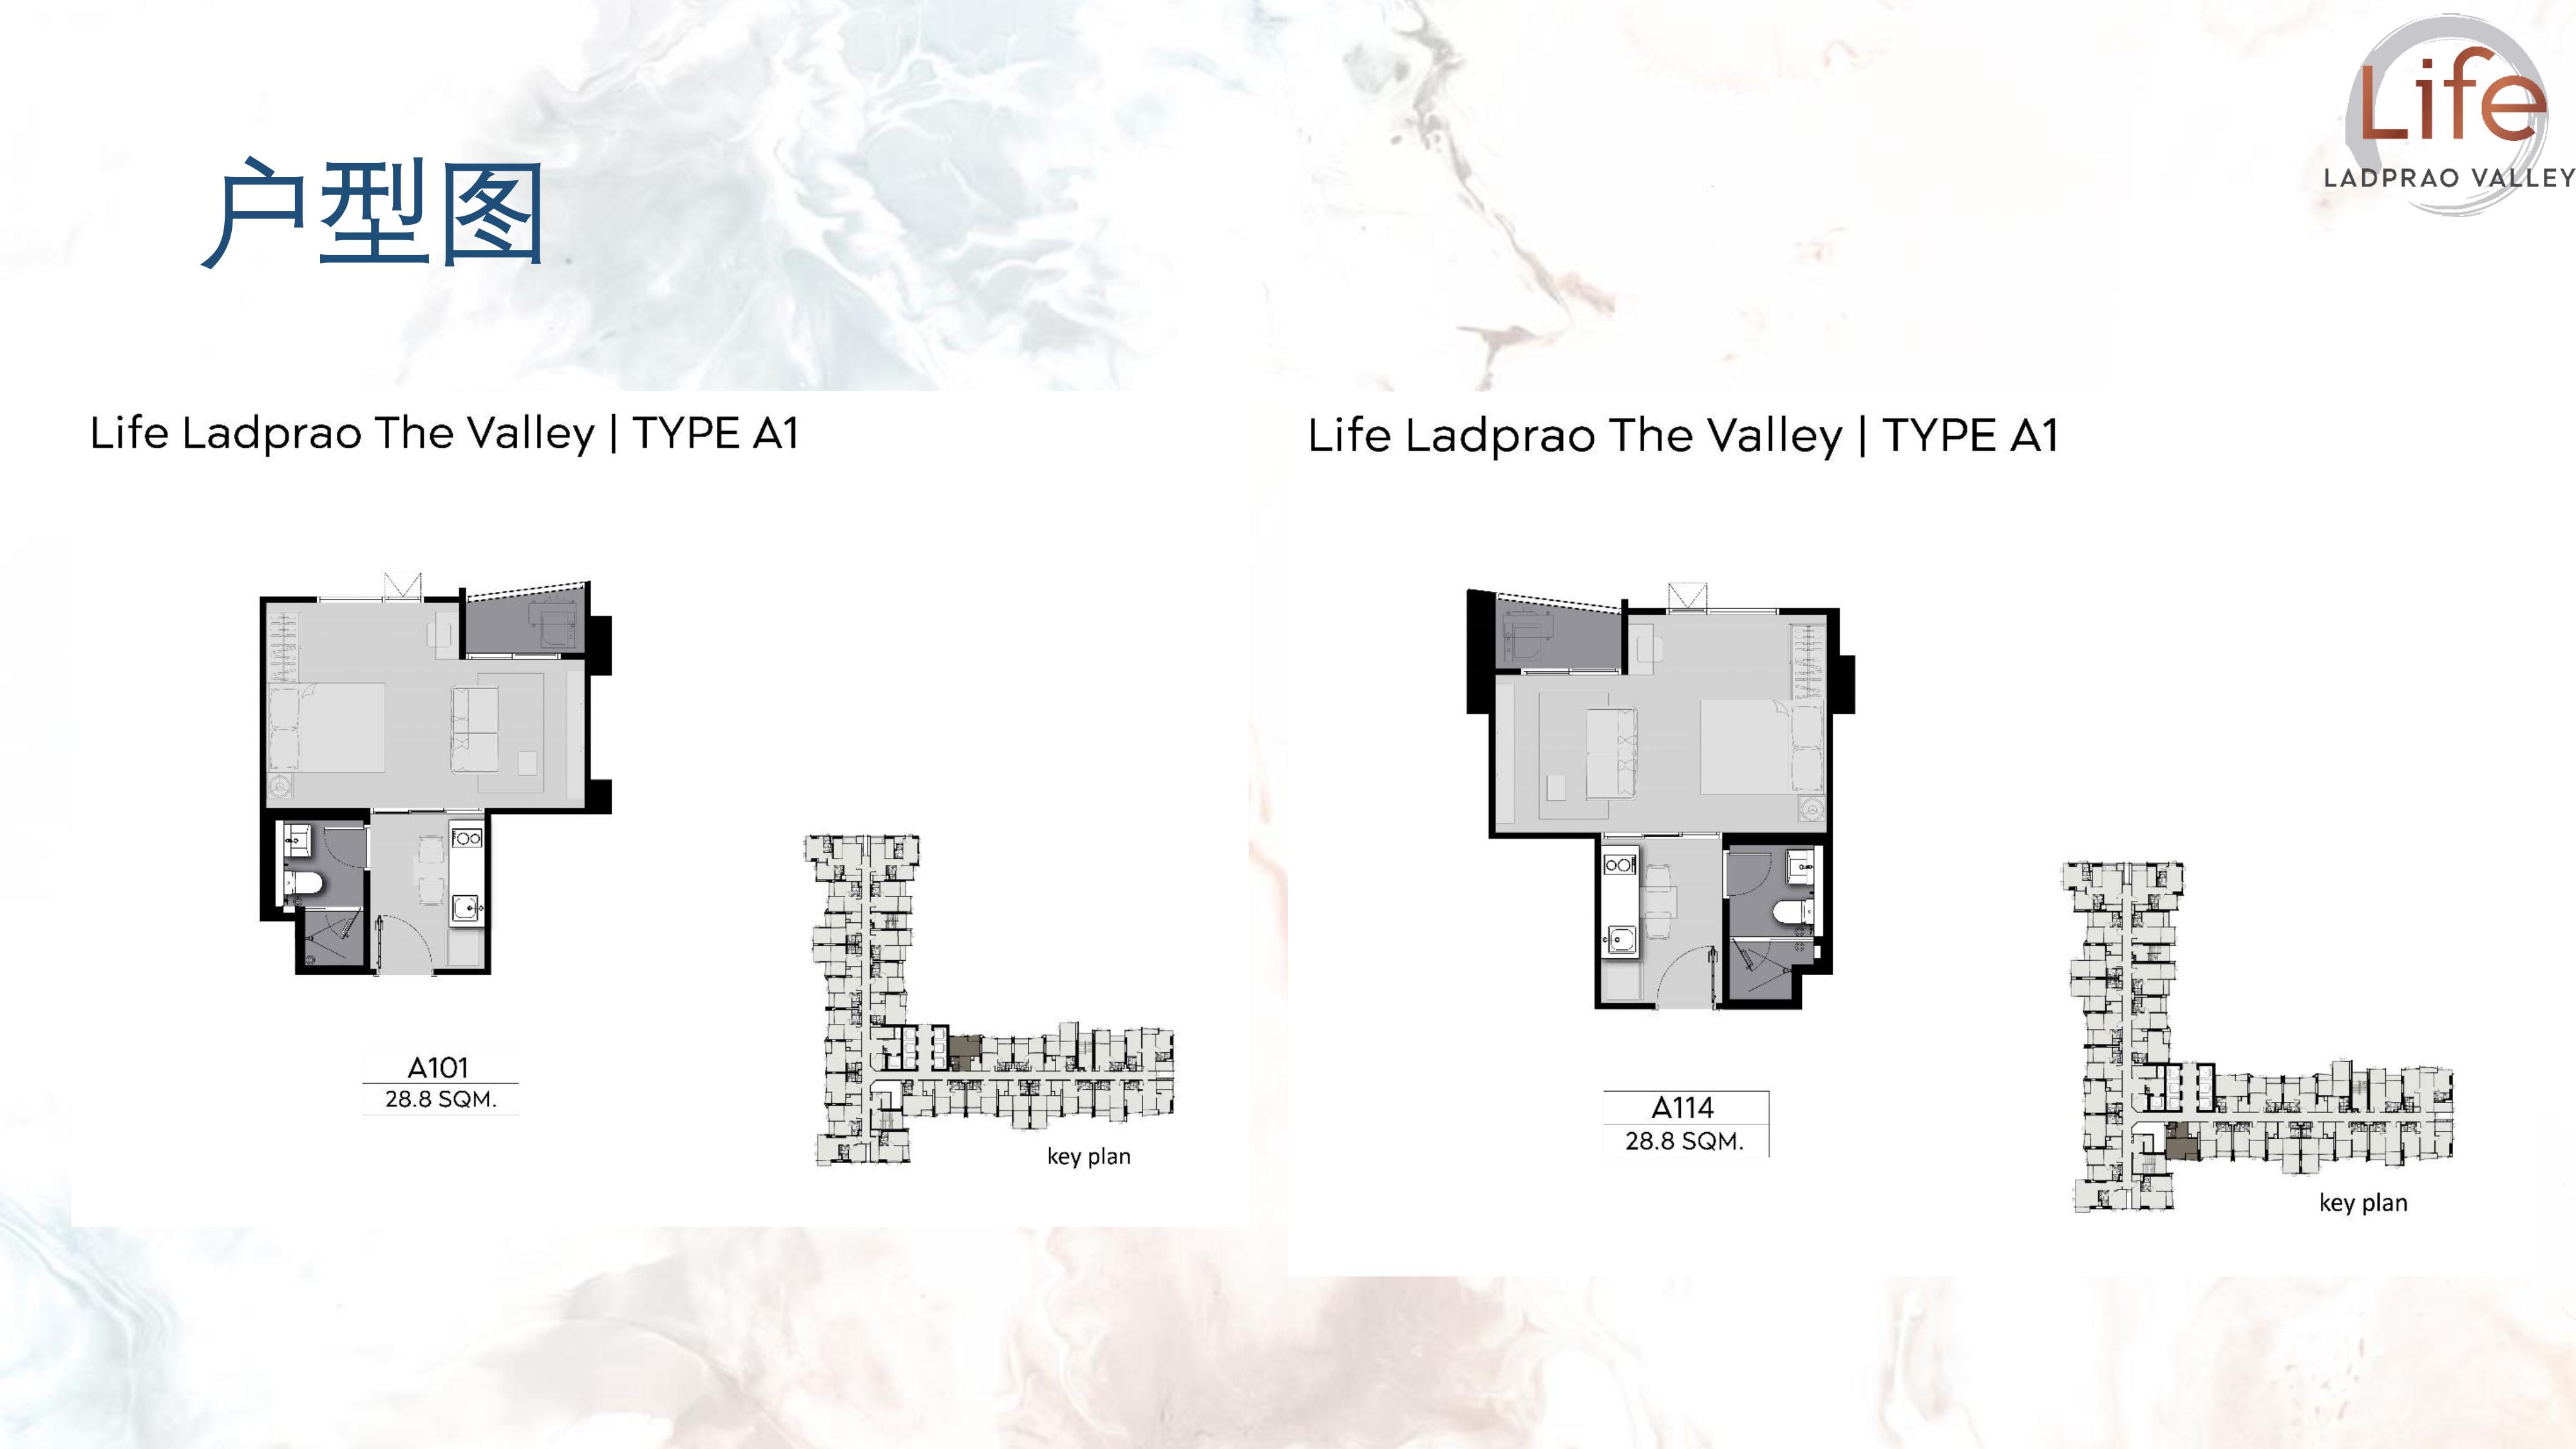 Life
LADPRAO VALLEY
户型图
Life Ladprao The Valley | TYPE A1
A101
28.8 SQM.
key plan
Life Ladprao The Valley | TYPE A1
A114
28.8 SQM.
key plan